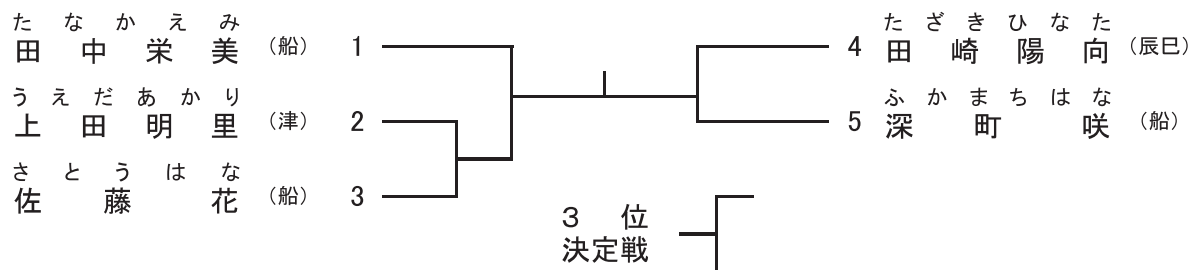 たなかえみ
田中栄美 (船) 1
うえだあかり
上田明里 (津) 2
さとうはな
佐藤花 (船) 3
たざきひなた
4 田崎陽向 (辰巳)
ふかまちはな
5 深町咲 (船)
3位
決定戦